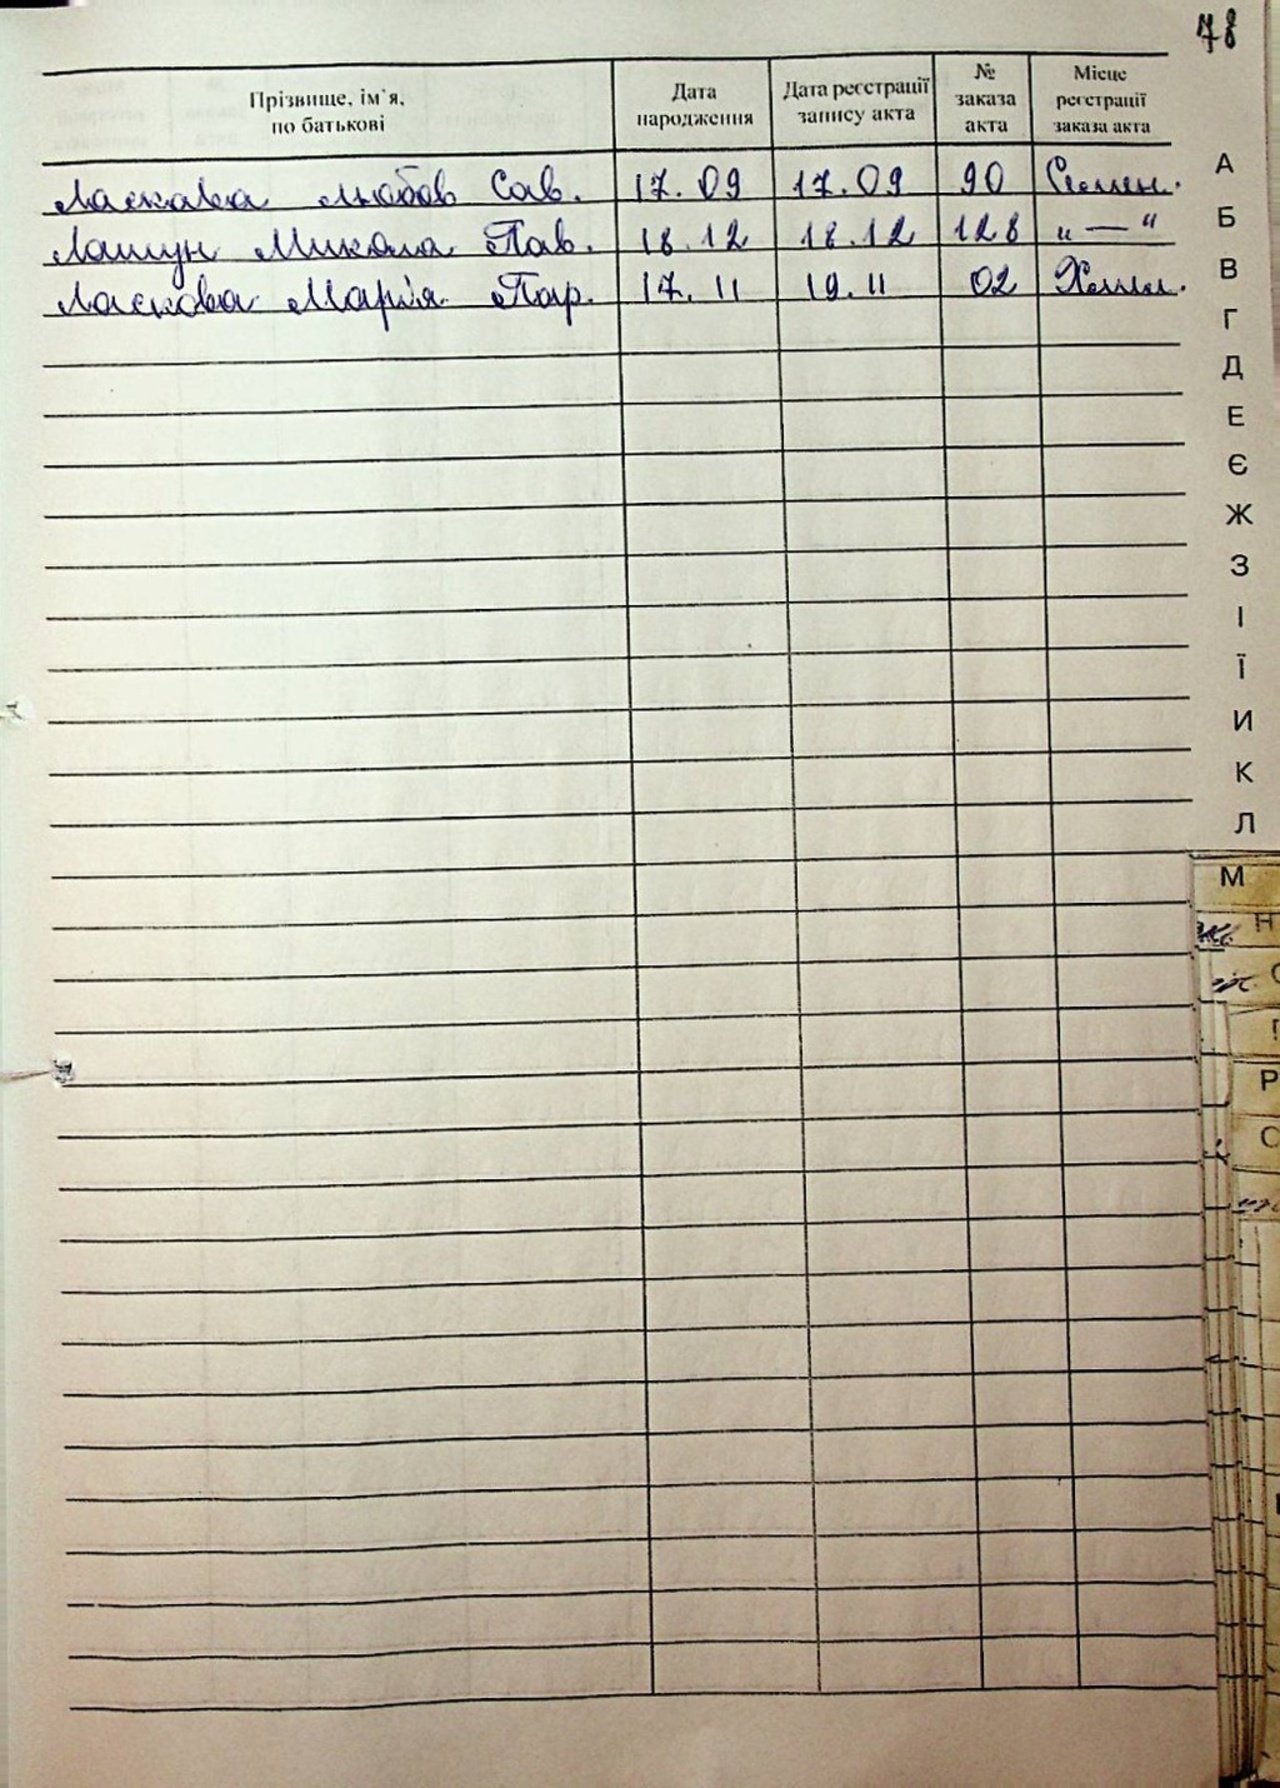 78
Прізвище, ім`я, по батькові Дата народження Дата реєстрації запису акта № заказа акта Місце реєстрації заказа акта
Ласкава Любов Сав. 17.09 17.09 90 Семен.
Лашун Микола Пав. 18.12 18.12 128 „ — “
Ласкова Марія Пар. 17.11 19.11 02 Хомин.
А
Б
В
Г
Д
Е
Є
Ж
З
І
Ї
И
К
Л
М
Н
Р
С